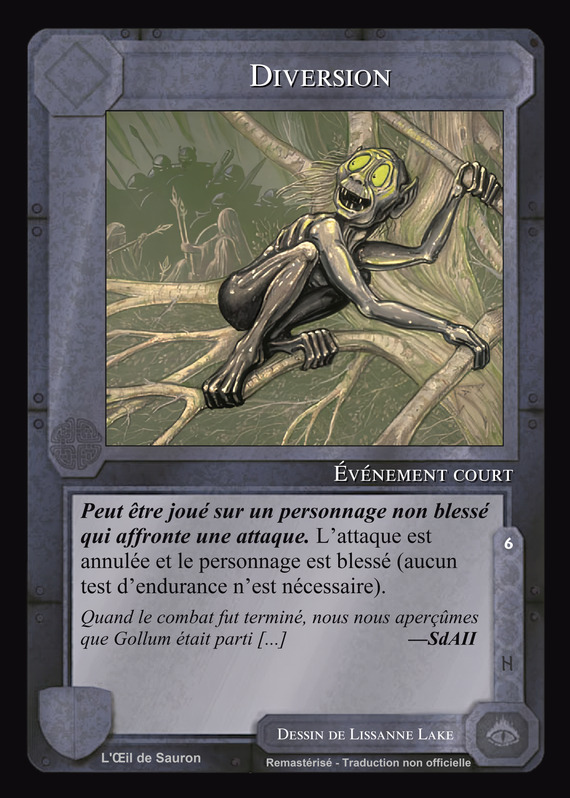 Diversion
Événement court
Peut être joué sur un personnage non blessé
qui affronte une attaque. L'attaque est
annulée et le personnage est blessé (aucun
test d'endurance n'est nécessaire).
Quand le combat fut terminé, nous nous aperçûmes
que Gollum était parti [...] —SdAII
6
Dessin de Lissanne Lake
L'Œil de Sauron
Remastérisé - Traduction non officielle